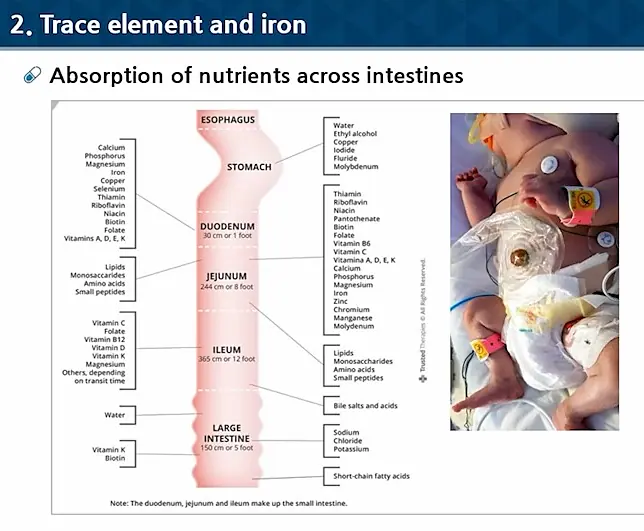 2. Trace element and iron
Absorption of nutrients across intestines
ESOPHAGUS
STOMACH
DUODENUM
30 cm or 1 foot
JEJUNUM
244 cm or 8 foot
ILEUM
365 cm or 12 foot
LARGE
INTESTINE
150 cm or 5 foot
Calcium
Phosphorus
Magnesium
Iron
Copper
Selenium
Thiamin
Riboflavin
Niacin
Biotin
Folate
Vitamins A, D, E, K
Lipids
Monosaccarides
Amino acids
Small peptides
Vitamin C
Folate
Vitamin B12
Vitamin D
Vitamin K
Magnesium
Others, depending
on transit time
Water
Vitamin K
Biotin
Water
Ethyl alcohol
Copper
Iodide
Fluride
Molybdenum
Thiamin
Riboflavin
Niacin
Pantothenate
Biotin
Folate
Vitamin B6
Vitamin C
Vitamina A, D, E, K
Calcium
Phosphorus
Magnesium
Iron
Zinc
Chromium
Manganese
Molydenum
Lipids
Monosaccharides
Amino acids
Small peptides
Bile salts and acids
Sodium
Chloride
Potassium
Short-chain fatty acids
Trusted Therapies © All Rights Reserved.
Note: The duodenum, jejunum and ileum make up the small intestine.